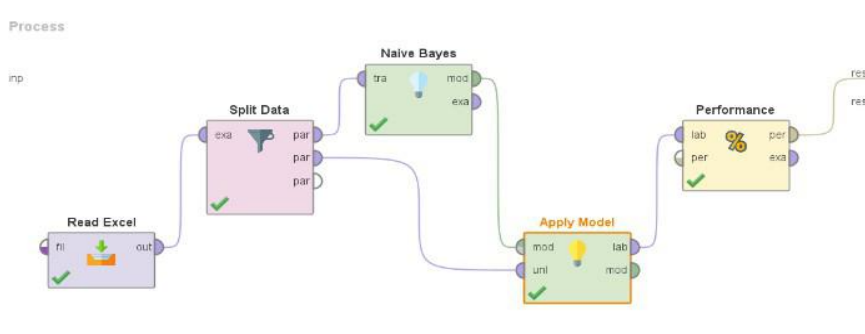 Process
inp
Read Excel
fil
out
Split Data
exa
par
par
par
Naive Bayes
tra
mod
exa
Apply Model
mod
lab
unl
mod
Performance
lab
per
per
exa
res
res